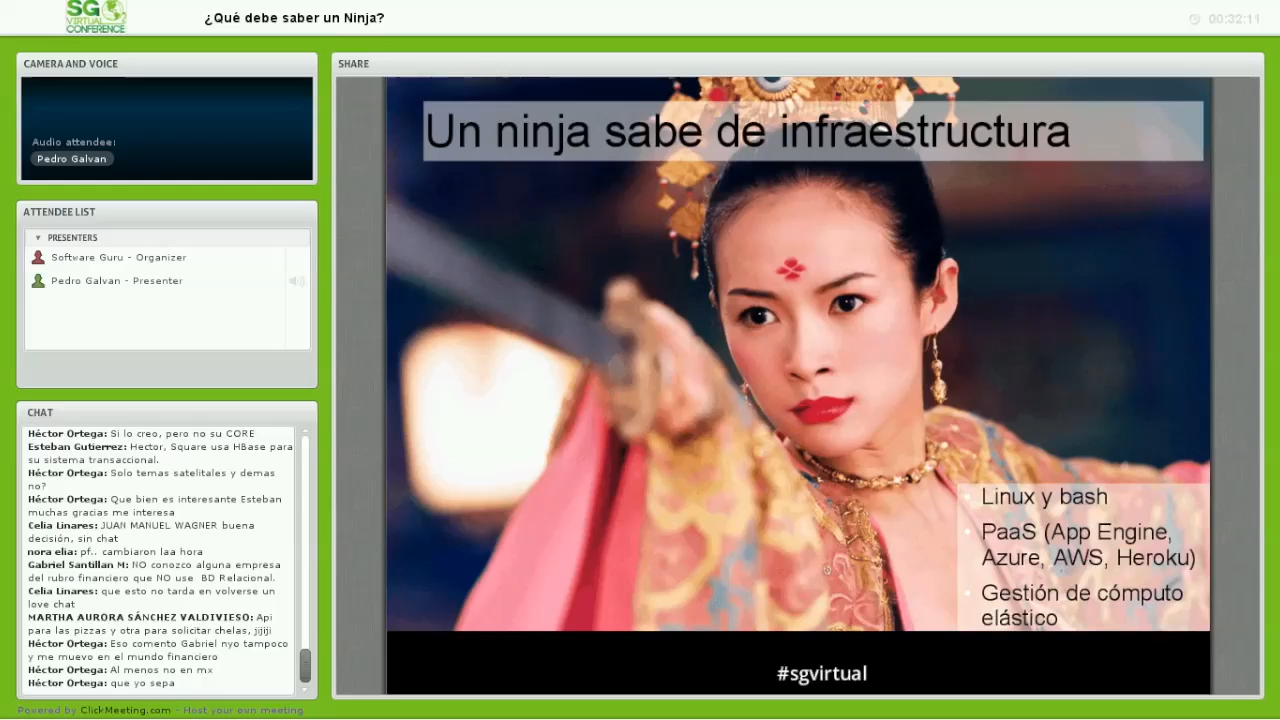 SG
VIRTUAL
CONFERENCE
¿Qué debe saber un Ninja?
00:32:11
CAMERA AND VOICE
Audio attendee:
Pedro Galvan
ATTENDEE LIST
PRESENTERS
Software Guru - Organizer
Pedro Galvan - Presenter
CHAT
Héctor Ortega: Si lo creo, pero no su CORE
Esteban Gutierrez: Hector, Square usa HBase para
su sistema transaccional.
Héctor Ortega: Solo temas satelitales y demas
no?
Héctor Ortega: Que bien es interesante Esteban
muchas gracias me interesa
Celia Linares: JUAN MANUEL WAGNER buena
decisión, sin chat
nora elia: pf.. cambiaron laa hora
Gabriel Santillan M: NO conozco alguna empresa
del rubro financiero que NO use BD Relacional.
Celia Linares: que esto no tarda en volverse un
love chat
MARTHA AURORA SÁNCHEZ VALDIVIESO: Api
para las pizzas y otra para solicitar chelas, jijiji
Héctor Ortega: Eso comento Gabriel nyo tampoco
y me muevo en el mundo financiero
Héctor Ortega: Al menos no en mx
Héctor Ortega: que yo sepa
Powered by ClickMeeting.com - Host your own meeting
SHARE
Un ninja sabe de infraestructura
Linux y bash
PaaS (App Engine,
Azure, AWS, Heroku)
Gestión de cómputo
elástico
#sgvirtual